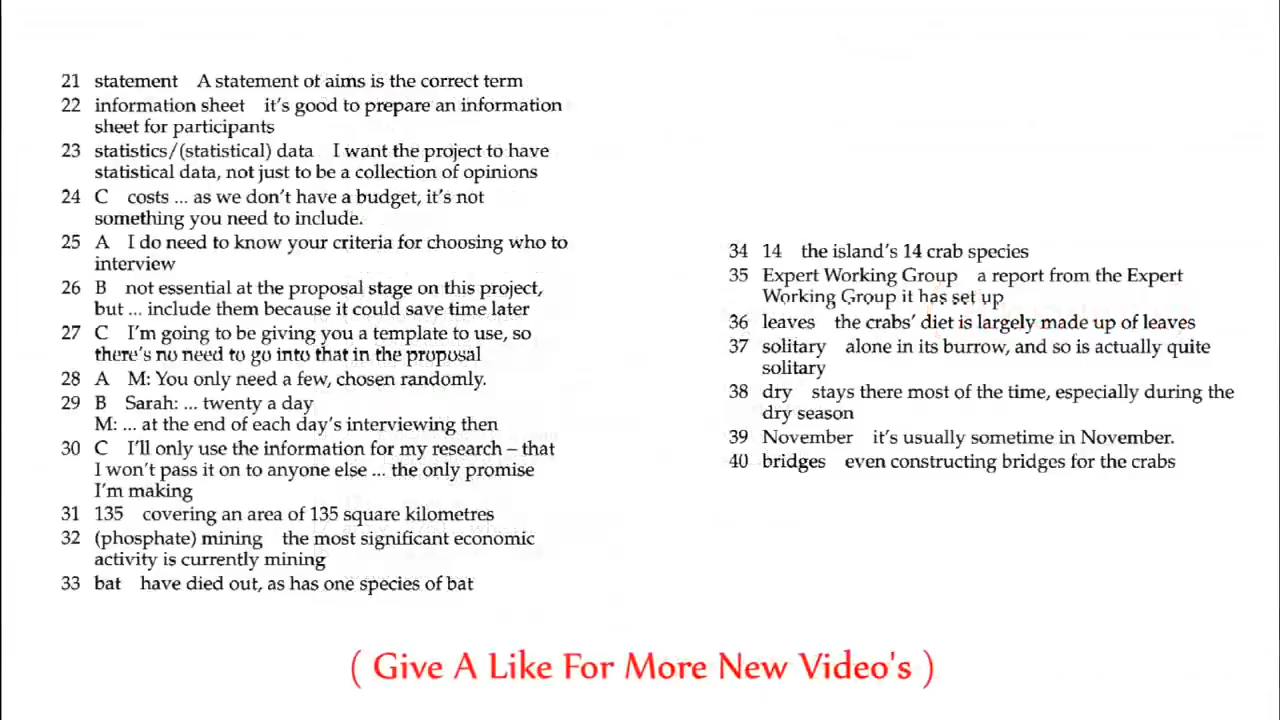 21 statement A statement of aims is the correct term
22 information sheet it's good to prepare an information
sheet for participants
23 statistics/(statistical) data I want the project to have
statistical data, not just to be a collection of opinions
24 C costs ... as we don't have a budget, it's not
something you need to include.
25 A I do need to know your criteria for choosing who to
interview
26 B not essential at the proposal stage on this project,
but ... include them because it could save time later
27 C I'm going to be giving you a template to use, so
there's no need to go into that in the proposal
28 A M: You only need a few, chosen randomly.
29 B Sarah: ... twenty a day
M: ... at the end of each day's interviewing then
30 C I'll only use the information for my research – that
I won't pass it on to anyone else ... the only promise
I'm making
31 135 covering an area of 135 square kilometres
32 (phosphate) mining the most significant economic
activity is currently mining
33 bat have died out, as has one species of bat
34 14 the island's 14 crab species
35 Expert Working Group a report from the Expert
Working Group it has set up
36 leaves the crabs' diet is largely made up of leaves
37 solitary alone in its burrow, and so is actually quite
solitary
38 dry stays there most of the time, especially during the
dry season
39 November it's usually sometime in November.
40 bridges even constructing bridges for the crabs
( Give A Like For More New Video's )